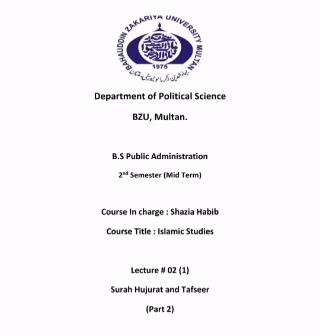 BAHAUDDIN ZAKARIYA UNIVERSITY MULTAN
1975
Department of Political Science
BZU, Multan.
B.S Public Administration
2nd Semester (Mid Term)
Course In charge : Shazia Habib
Course Title : Islamic Studies
Lecture # 02 (1)
Surah Hujurat and Tafseer
(Part 2)